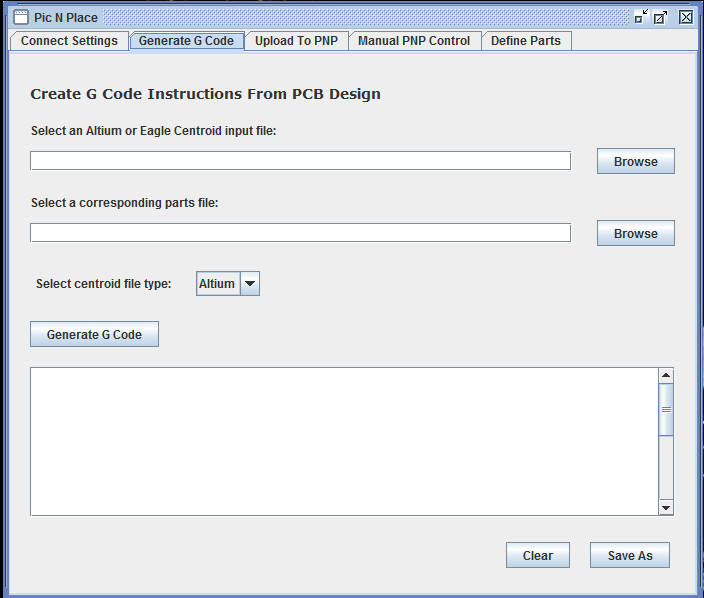 Pic N Place
Connect Settings Generate G Code Upload To PNP Manual PNP Control Define Parts
Create G Code Instructions From PCB Design
Select an Altium or Eagle Centroid input file:
Browse
Select a corresponding parts file:
Browse
Select centroid file type: Altium
Generate G Code
Clear Save As